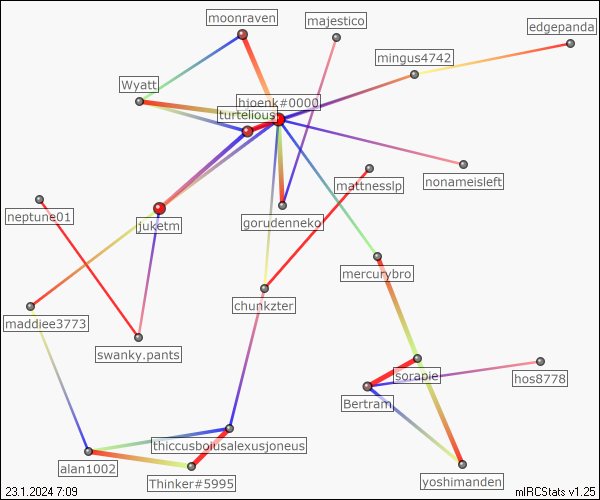 moonraven
majestico
edgepanda
mingus4742
Wyatt
hjoenk#0000
turtelious
mattnesslp
nonameisleft
neptune01
juketm
gorudenneko
mercurybro
chunkzter
maddiee3773
swanky.pants
sorapie
hos8778
Bertram
thiccusboiusalexusjoneus
alan1002
Thinker#5995
yoshimanden
23.1.2024 7:09
mIRCStats v1.25